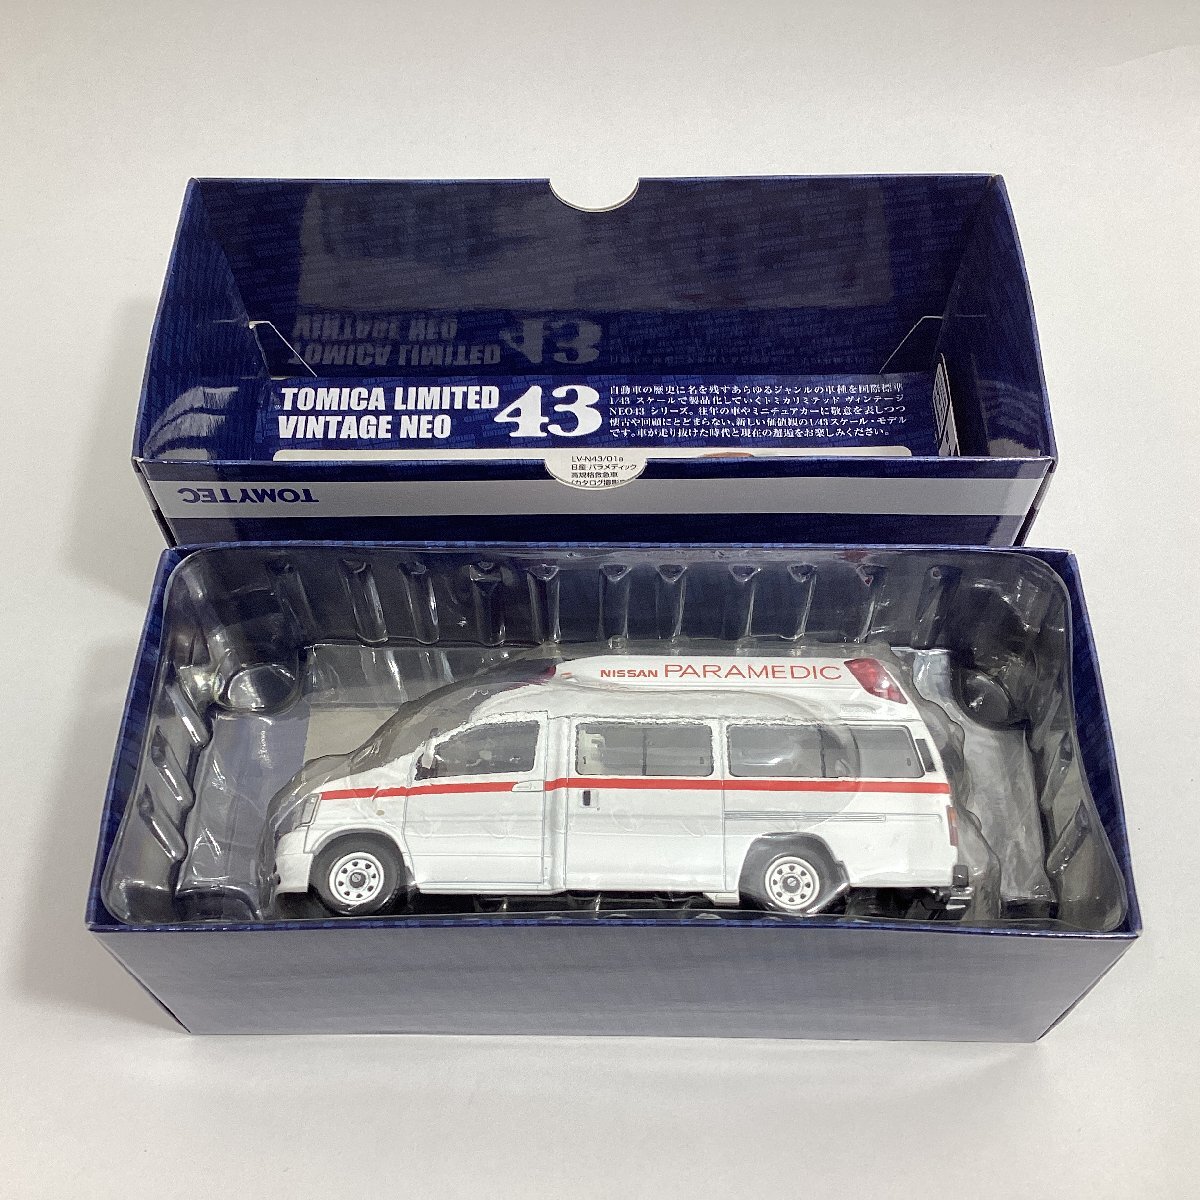 TOMICA LIMITED
VINTAGE NEO
43
自動車の歴史に名を残すあらゆるジャンルの車種を国際標準
1/43 スケールで製品化していくトミカリミテッド ヴィンテージ
NEO43 シリーズ。往年の車やミニチュアカーに敬意を表しつつ
懐古や回顧にとどまらない、新しい価値観の1/43スケール・モデル
です。車が走り抜けた時代と現在の邂逅をお楽しみください。
LV-N43/01a
日産 パラメディック
高規格救急車
(カタログ撮影
TOMYTEC
NISSAN PARAMEDIC